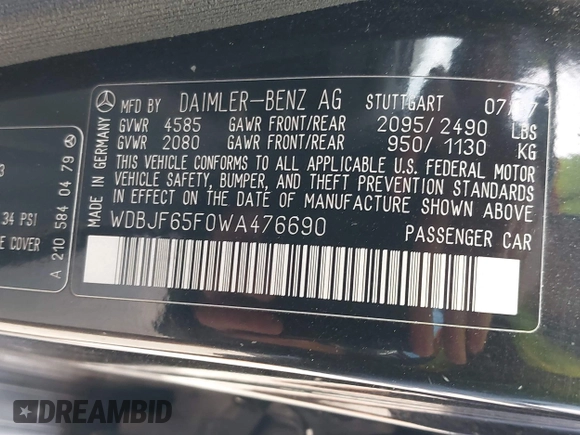 MFD BY DAIMLER-BENZ AG STUTTGART
GVWR 4585 GAWR FRONT/REAR 2095/2490 LBS
GVWR 2080 GAWR FRONT/REAR 950/1130 KG
THIS VEHICLE CONFORMS TO ALL APPLICABLE U.S. FEDERAL MOTOR
VEHICLE SAFETY, BUMPER, AND THEFT PREVENTION STANDARDS
IN EFFECT ON THE DATE OF MANUFACTURE SHOWN ABOVE.
WDBJF65F0WA476690 PASSENGER CAR
MADE IN GERMANY
A 210 584 04 79
3
34 PSI
E COVER
DREAMBID